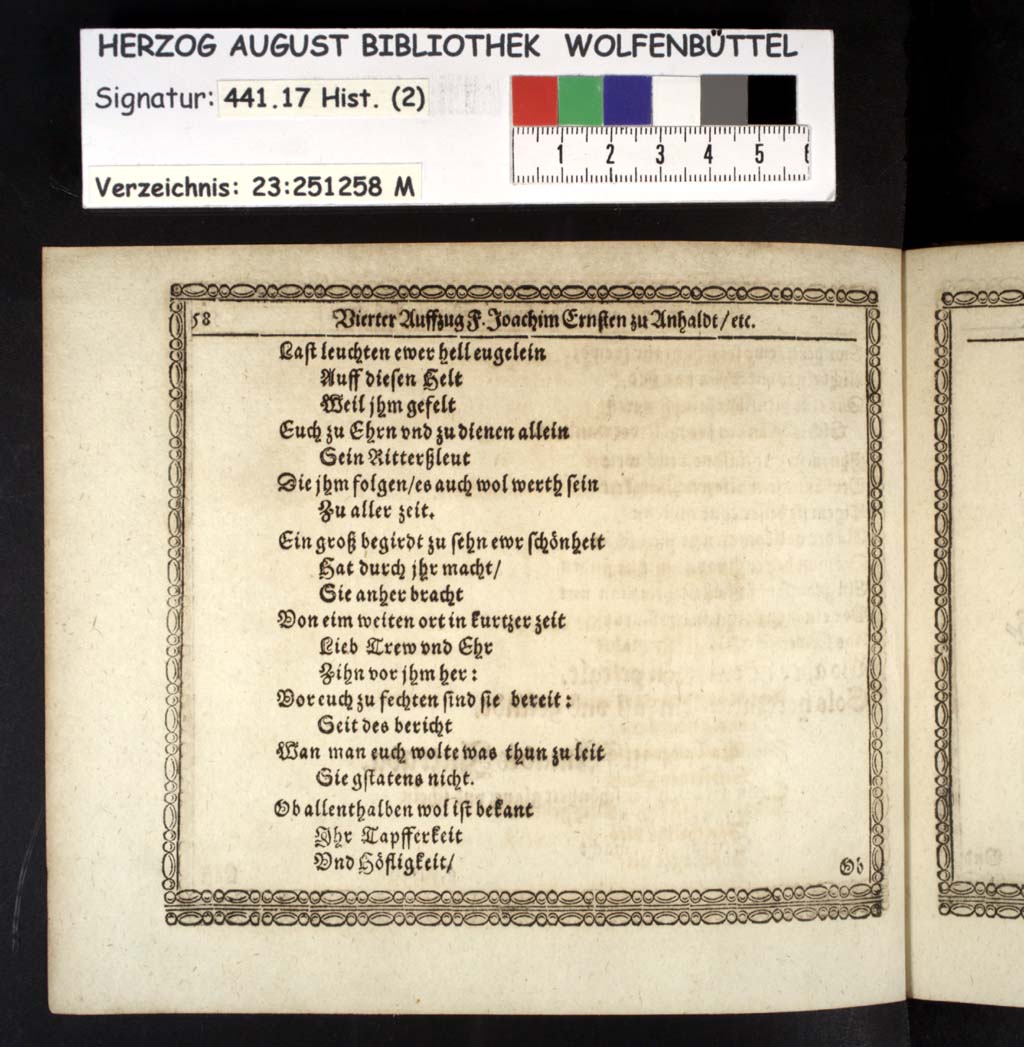 HERZOG AUGUST BIBLIOTHEK WOLFENBÜTTEL
Signatur: 441.17 Hist. (2)
1 2 3 4 5 6
Verzeichnis: 23:251258 M
58 Vierter Auffzug F. Joachim Ernsten zu Anhaldt/etc.
Last leuchten ewer hell eugelein
Auff diesen Helt
Weil jhm gefelt
Euch zu Ehrn vnd zu dienen allein
Sein Ritterßleut
Die jhm folgen/es auch wol werth sein
Zu aller zeit.
Ein groß begirdt zu sehn ewr schönheit
Hat durch jhr macht/
Sie anher bracht
Von eim weiten ort in kurtzer zeit
Lieb Trew vnd Ehr
Zihn vor jhm her:
Vor euch zu fechten sind sie bereit:
Seit des bericht
Wan man euch wolte was thun zu leit
Sie gstatens nicht.
Ob allenthalben wol ist bekant
Ihr Tapfferkeit
Vnd Höfligkeit/
Ob